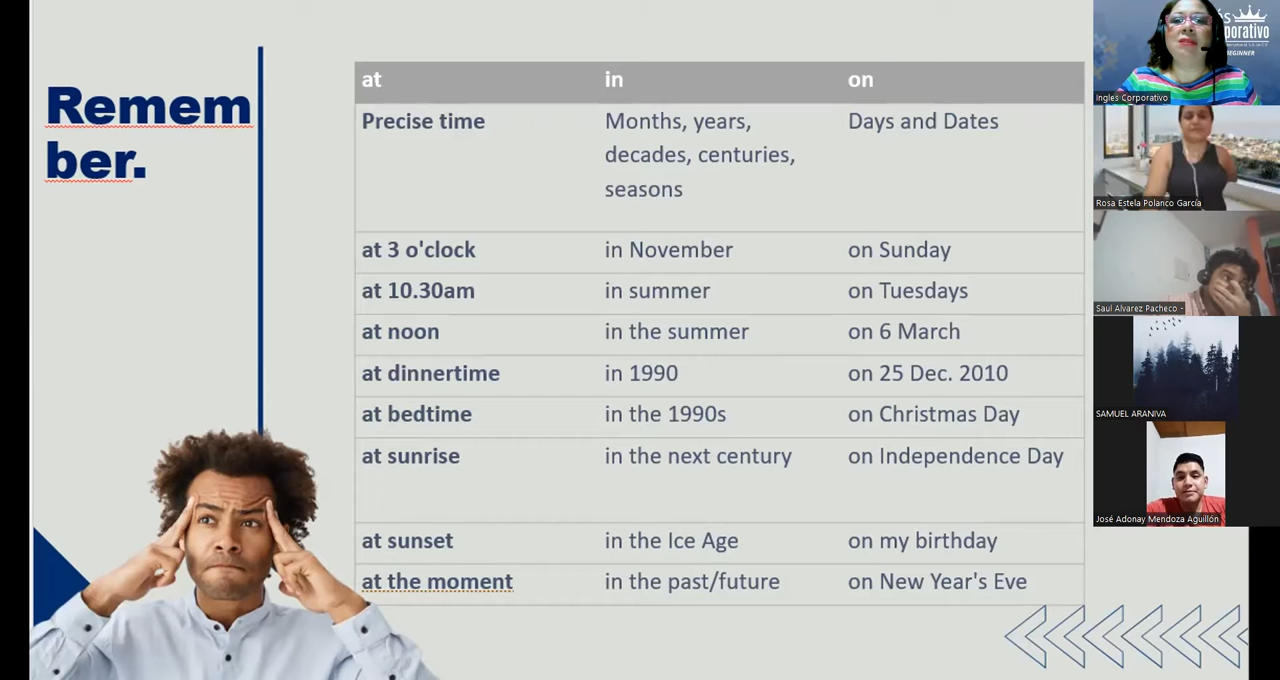 Remem
ber.
at in on
Precise time Months, years, Days and Dates
decades, centuries,
seasons
at 3 o'clock in November on Sunday
at 10.30am in summer on Tuesdays
at noon in the summer on 6 March
at dinnertime in 1990 on 25 Dec. 2010
at bedtime in the 1990s on Christmas Day
at sunrise in the next century on Independence Day
at sunset in the Ice Age on my birthday
at the moment in the past/future on New Year's Eve
Ingles Corporativo
Rosa Estela Polanco García
Saul Alvarez Pacheco -
SAMUEL ARANIVA
José Adonay Mendoza Aguillón